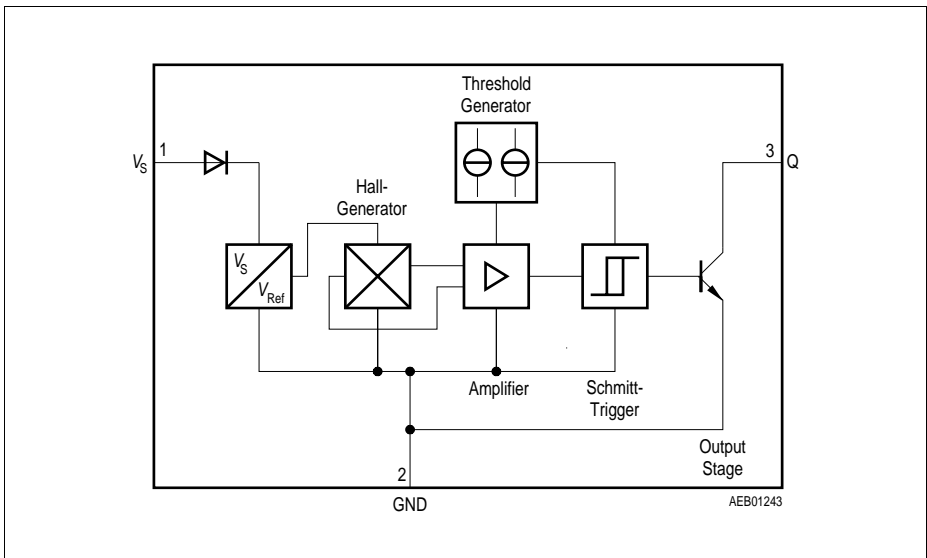 Threshold
Generator
1
3
V_S
Q
Hall-
Generator
V_S
V_Ref
Amplifier
Schmitt-
Trigger
Output
Stage
2
GND
AEB01243